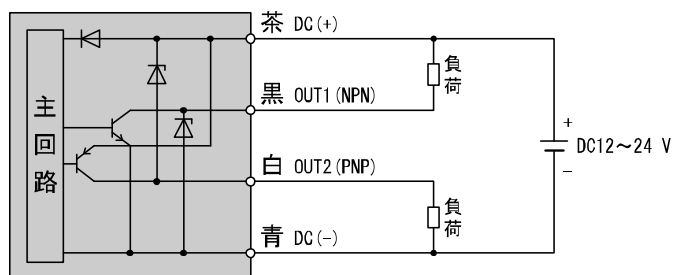 茶 DC(+)
主回路
黒 OUT1(NPN)
負荷
白 OUT2(PNP)
負荷
青 DC(-)
+
DC12～24 V
-